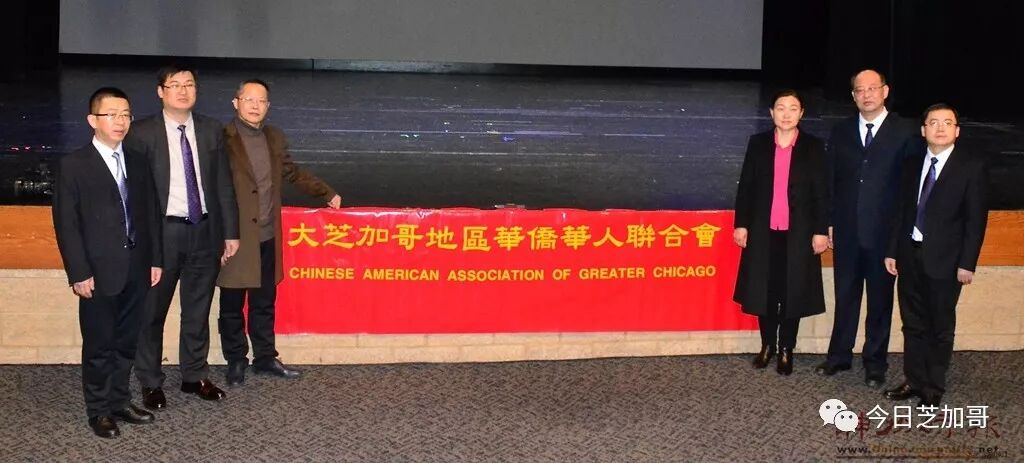 大芝加哥地區華僑華人聯合會
CHINESE AMERICAN ASSOCIATION OF GREATER CHICAGO
今日芝加哥